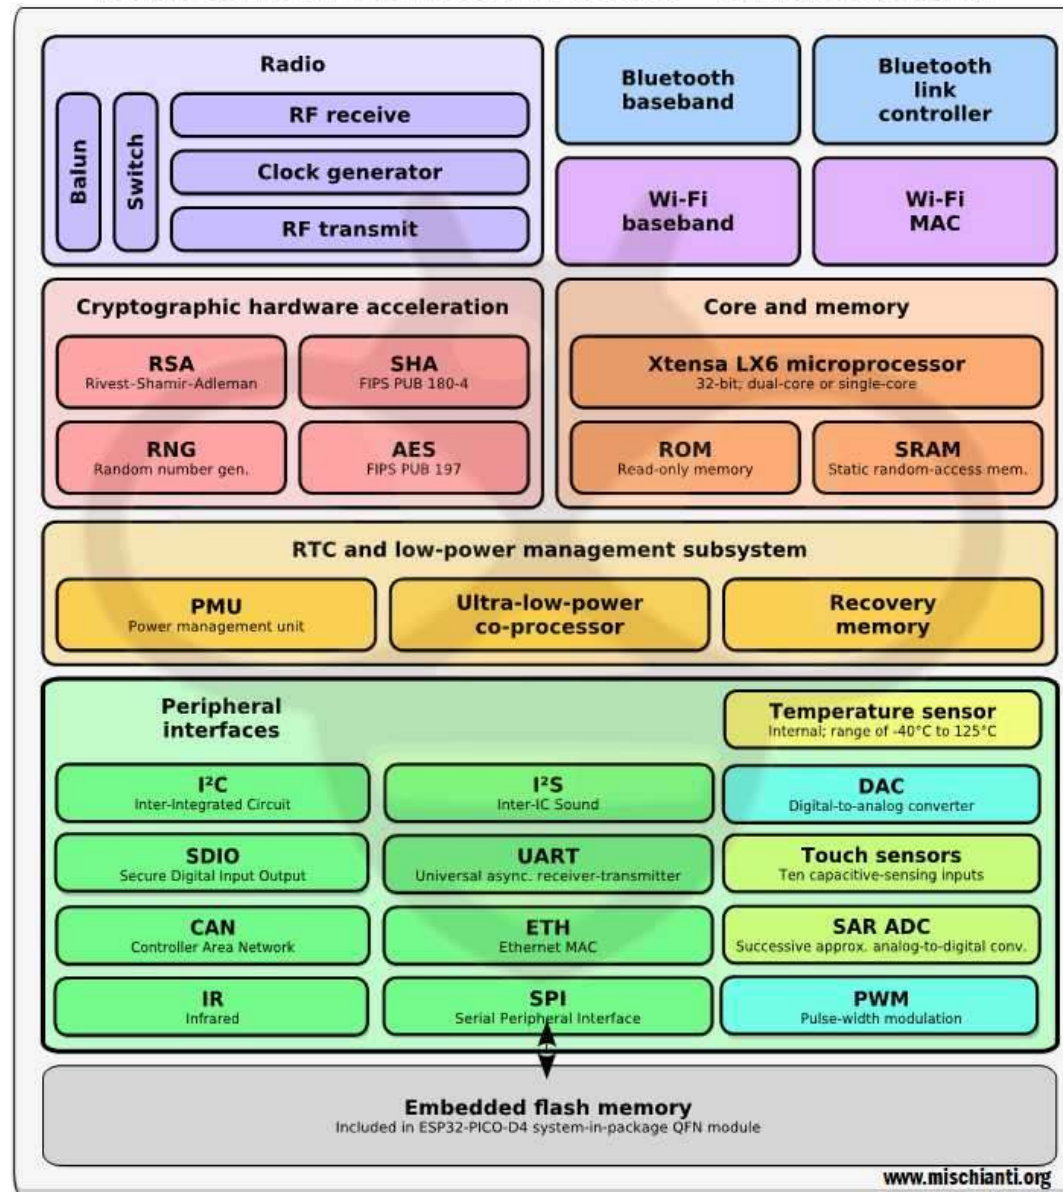 Radio
Balun
Switch
RF receive
Clock generator
RF transmit
Bluetooth
baseband
Bluetooth
link
controller
Wi-Fi
baseband
Wi-Fi
MAC
Cryptographic hardware acceleration
RSA
Rivest-Shamir-Adleman
SHA
FIPS PUB 180-4
RNG
Random number gen.
AES
FIPS PUB 197
Core and memory
Xtensa LX6 microprocessor
32-bit; dual-core or single-core
ROM
Read-only memory
SRAM
Static random-access mem.
RTC and low-power management subsystem
PMU
Power management unit
Ultra-low-power
co-processor
Recovery
memory
Peripheral
interfaces
Temperature sensor
Internal; range of -40°C to 125°C
I²C
Inter-Integrated Circuit
I²S
Inter-IC Sound
DAC
Digital-to-analog converter
SDIO
Secure Digital Input Output
UART
Universal async. receiver-transmitter
Touch sensors
Ten capacitive-sensing inputs
CAN
Controller Area Network
ETH
Ethernet MAC
SAR ADC
Successive approx. analog-to-digital conv.
IR
Infrared
SPI
Serial Peripheral Interface
PWM
Pulse-width modulation
Embedded flash memory
Included in ESP32-PICO-D4 system-in-package QFN module
www.mischianti.org